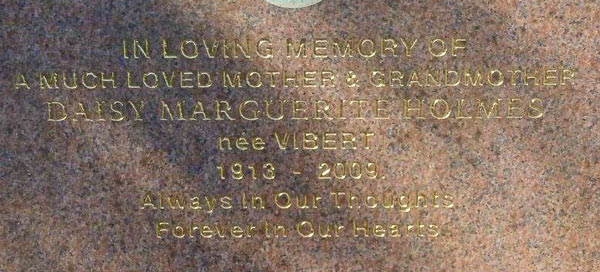 IN LOVING MEMORY OF
A MUCH LOVED MOTHER & GRANDMOTHER
DAISY MARGUERITE HOLMES
née VIBERT
1913 - 2009.
Always In Our Thoughts
Forever In Our Hearts.